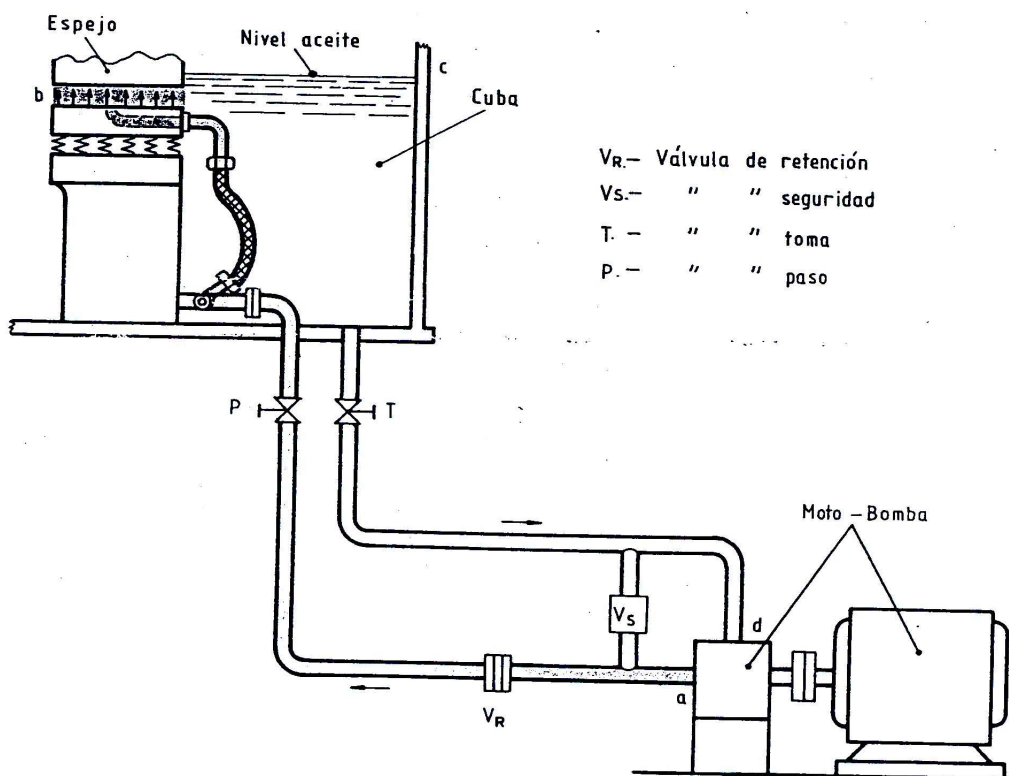 Espejo
Nivel aceite
c
b
Cuba
VR.– Válvula de retención
Vs.– " " seguridad
T. – " " toma
P. – " " paso
P
T
Moto – Bomba
Vs
d
a
VR